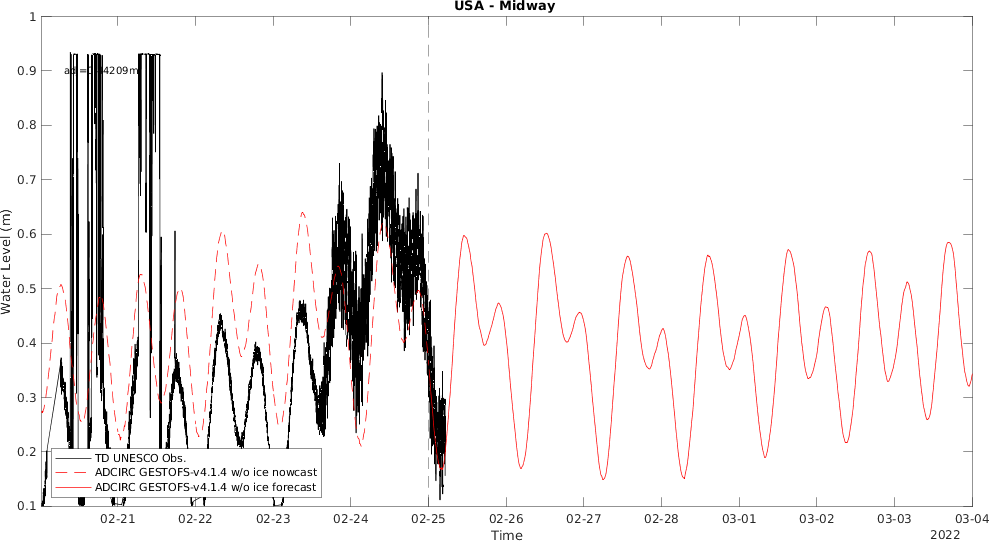 USA - Midway
Water Level (m)
1
0.9
0.8
0.7
0.6
0.5
0.4
0.3
0.2
0.1
TD UNESCO Obs.
ADCIRC GESTOFS-v4.1.4 w/o ice nowcast
ADCIRC GESTOFS-v4.1.4 w/o ice forecast
02-21 02-22 02-23 02-24 02-25 02-26 02-27 02-28 03-01 03-02 03-03 03-04
Time
2022